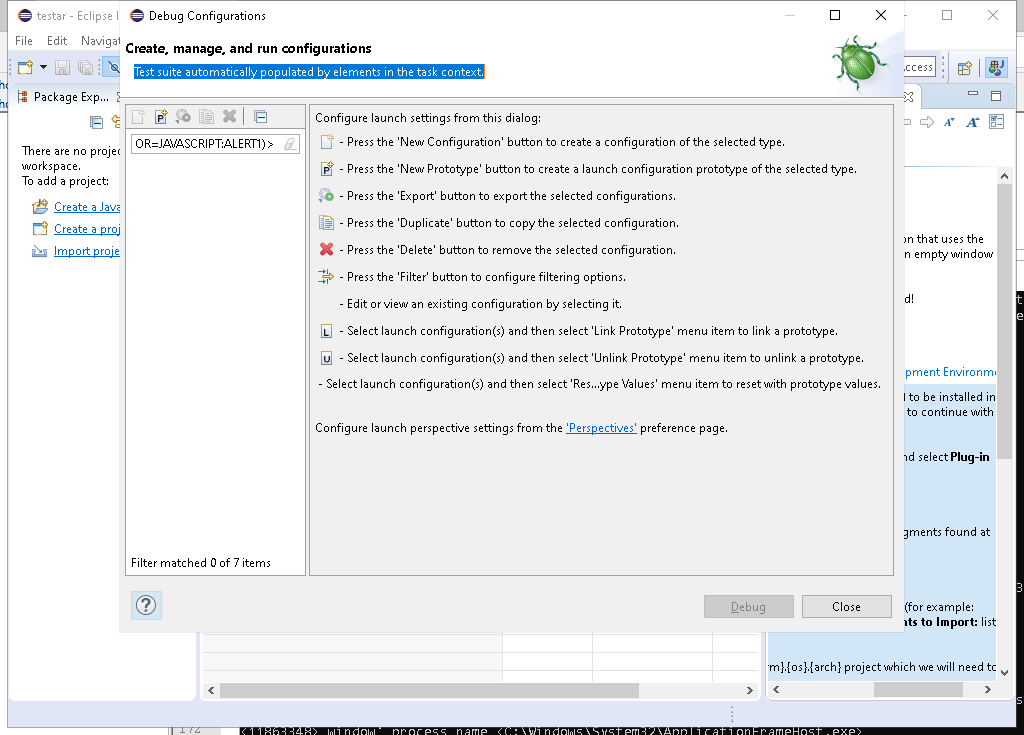 testar - Eclipse
Debug Configurations
File Edit Navigat
Create, manage, and run configurations
Test suite automatically populated by elements in the task context.
ccess
Package Exp...
There are no projec
workspace.
To add a project:
Create a Java
Create a proj
Import proje
OR=JAVASCRIPT:ALERT1)>
Filter matched 0 of 7 items
Configure launch settings from this dialog:
- Press the 'New Configuration' button to create a configuration of the selected type.
- Press the 'New Prototype' button to create a launch configuration prototype of the selected type.
- Press the 'Export' button to export the selected configurations.
- Press the 'Duplicate' button to copy the selected configuration.
- Press the 'Delete' button to remove the selected configuration.
- Press the 'Filter' button to configure filtering options.
- Edit or view an existing configuration by selecting it.
L - Select launch configuration(s) and then select 'Link Prototype' menu item to link a prototype.
U - Select launch configuration(s) and then select 'Unlink Prototype' menu item to unlink a prototype.
- Select launch configuration(s) and then select 'Res...ype Values' menu item to reset with prototype values.
Configure launch perspective settings from the 'Perspectives' preference page.
Debug Close
on that uses the
n empty window
d!
pment Environme
l to be installed in
to continue with
nd select Plug-in
gments found at
(for example:
nts to Import: list
rm}.{os}.{arch} project which we will need to
172
<11863348> window' process name <C:\Windows\System32\ApplicationFrameHost.exe>